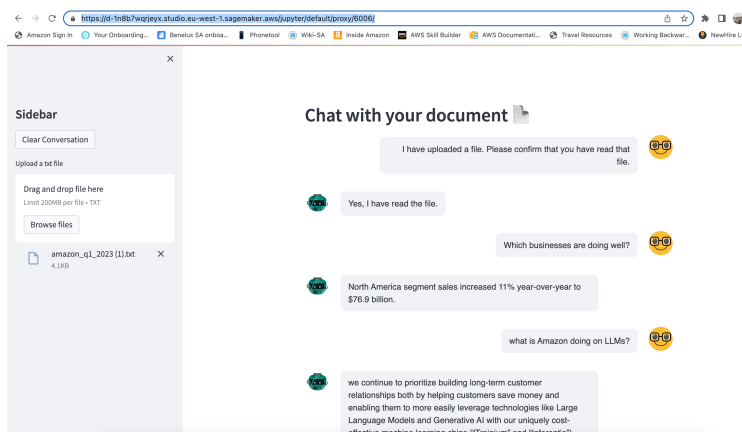 https://d-1n8b7wqrjeyx.studio.eu-west-1.sagemaker.aws/jupyter/default/proxy/6006/
Amazon Sign In
Your Onboarding...
Benelux SA onboa...
Phonetool
Wiki-SA
Inside Amazon
AWS Skill Builder
AWS Documentati...
Travel Resources
Working Backwar...
NewHire
Sidebar
Clear Conversation
Upload a txt file
Drag and drop file here
Limit 200MB per file • TXT
Browse files
amazon_q1_2023 (1).txt
4.1KB
Chat with your document
I have uploaded a file. Please confirm that you have read that
file.
Yes, I have read the file.
Which businesses are doing well?
North America segment sales increased 11% year-over-year to
$76.9 billion.
what is Amazon doing on LLMs?
we continue to prioritize building long-term customer
relationships both by helping customers save money and
enabling them to more easily leverage technologies like Large
Language Models and Generative AI with our uniquely cost-
effective machine learning chips ("Trainium" and "Inferentia")